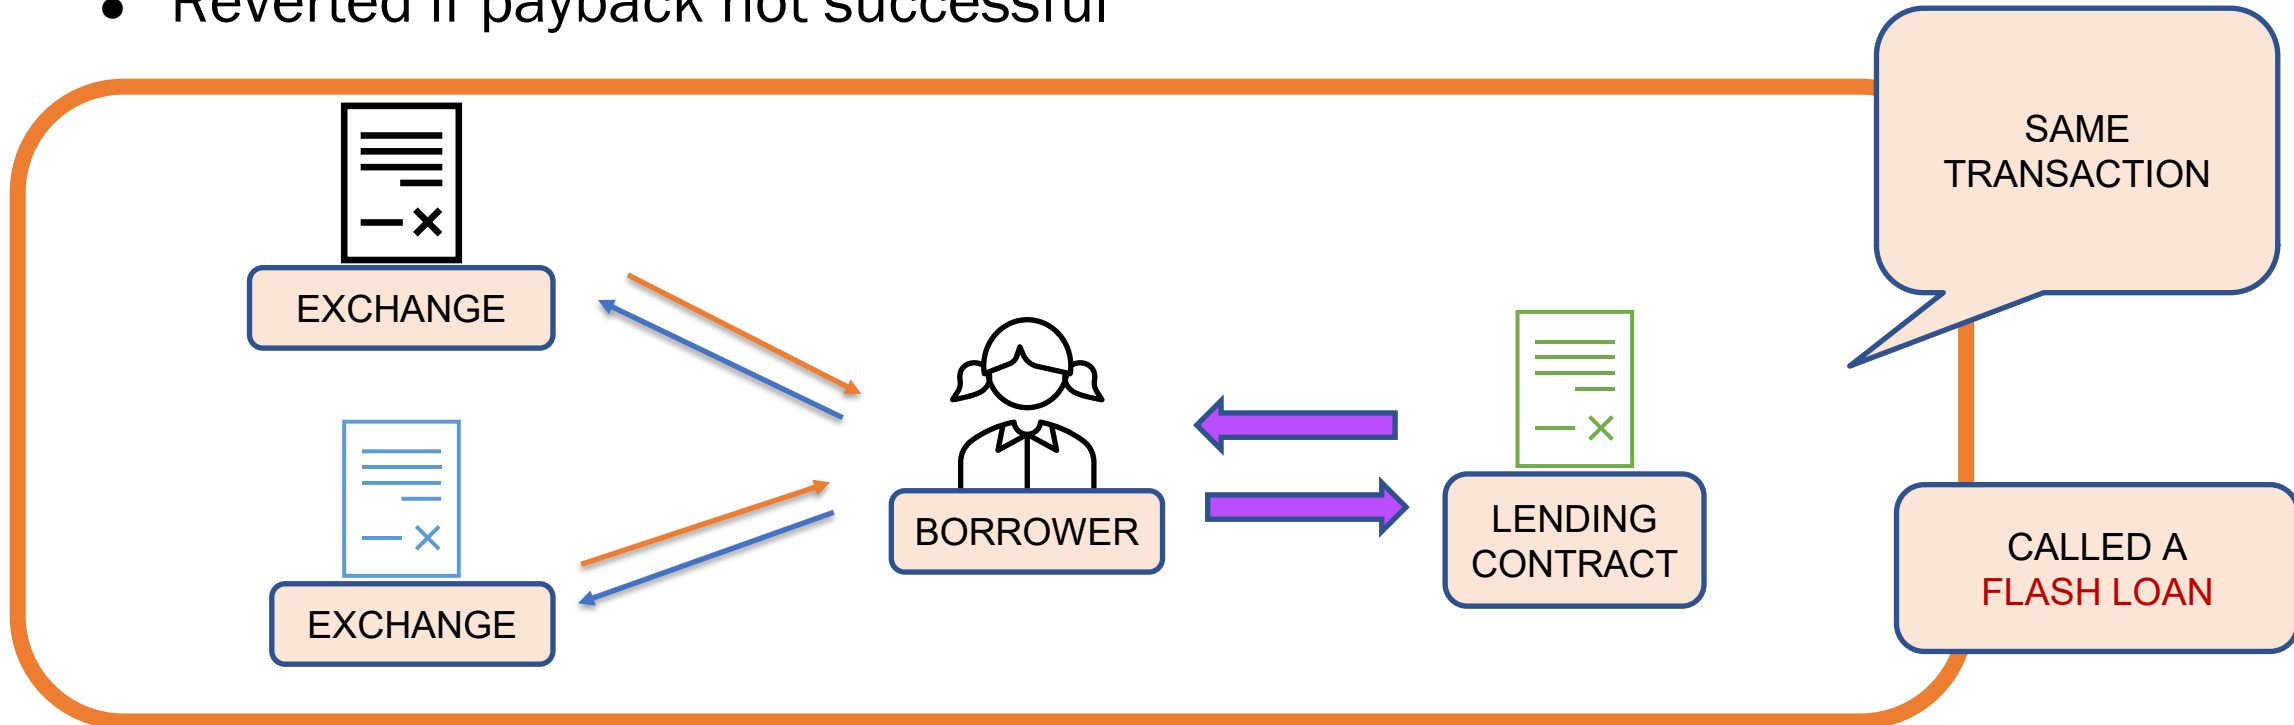 ● Reverted if payback not successful
SAME
TRANSACTION
EXCHANGE
BORROWER
LENDING
CONTRACT
EXCHANGE
CALLED A
FLASH LOAN